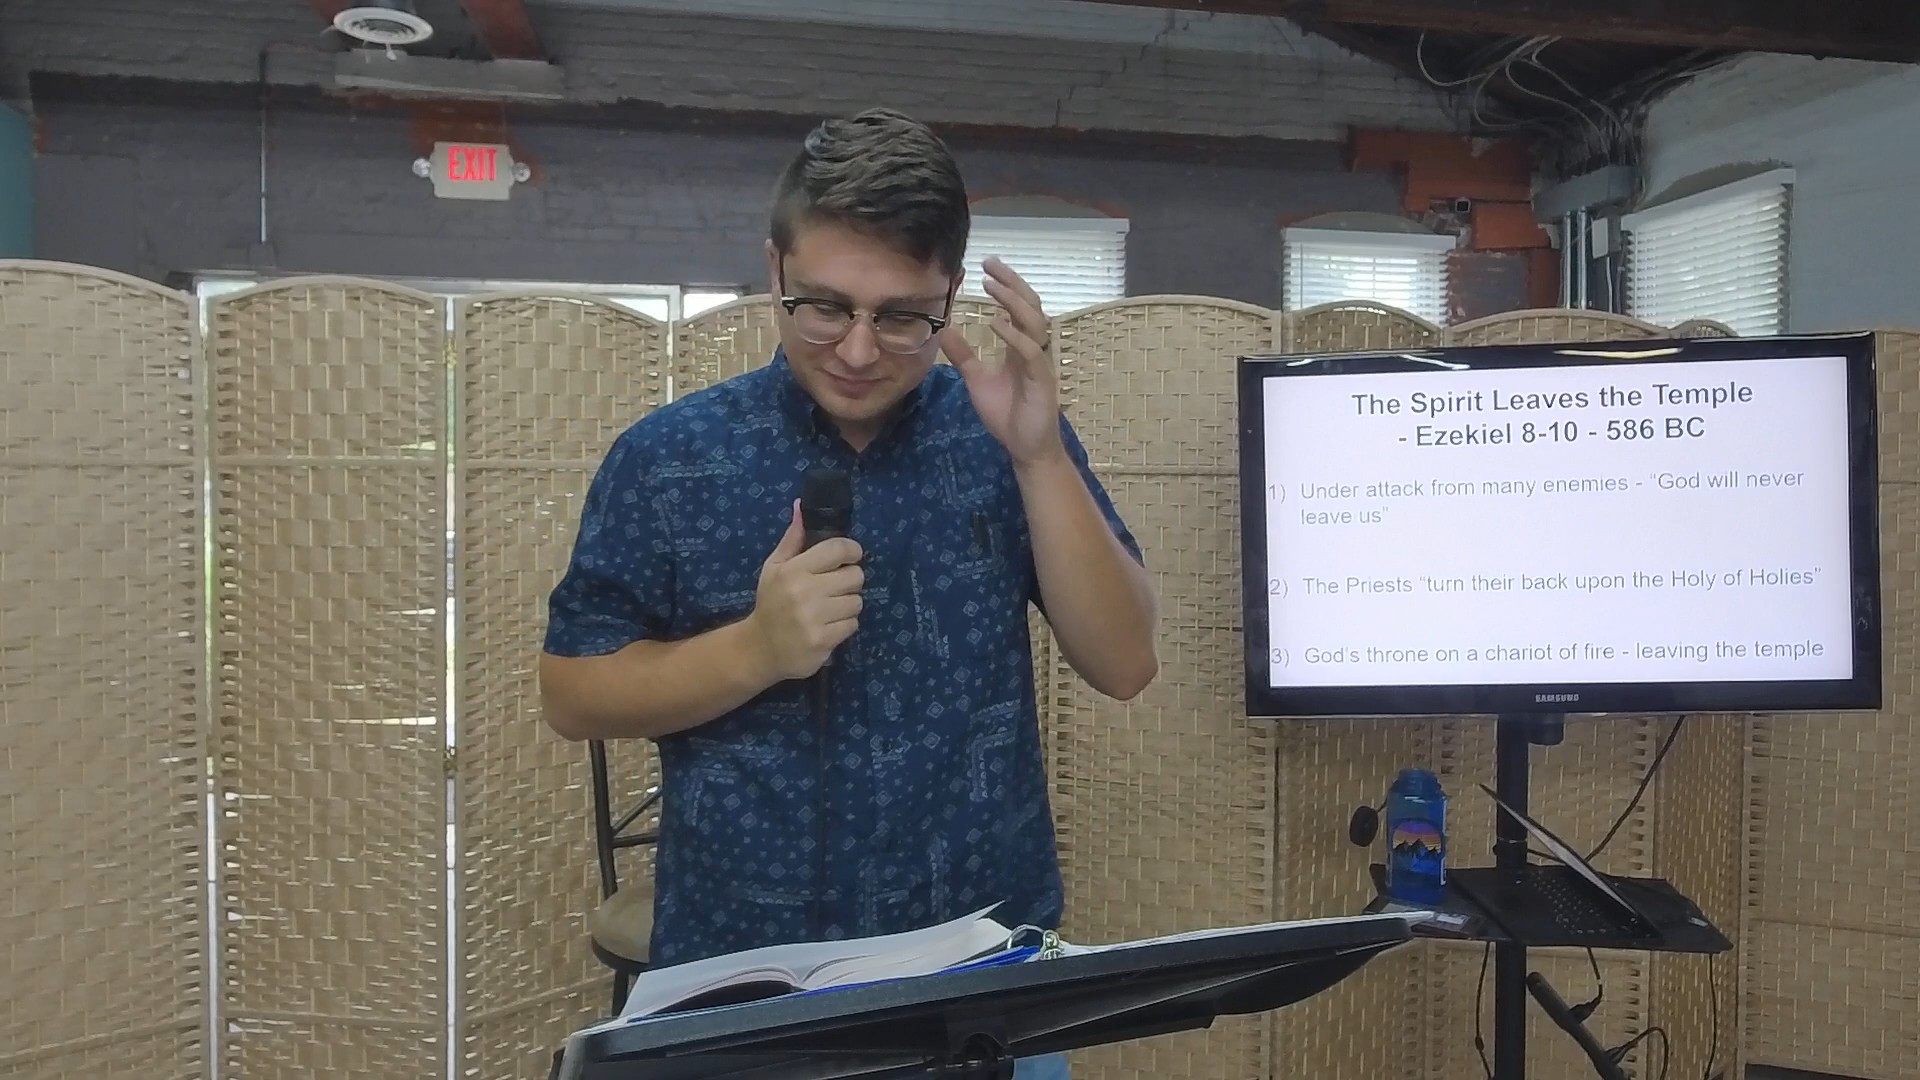 EXIT
The Spirit Leaves the Temple
- Ezekiel 8-10 - 586 BC
1) Under attack from many enemies - “God will never
leave us”
2) The Priests “turn their back upon the Holy of Holies”
3) God's throne on a chariot of fire - leaving the temple
SAMSUNG